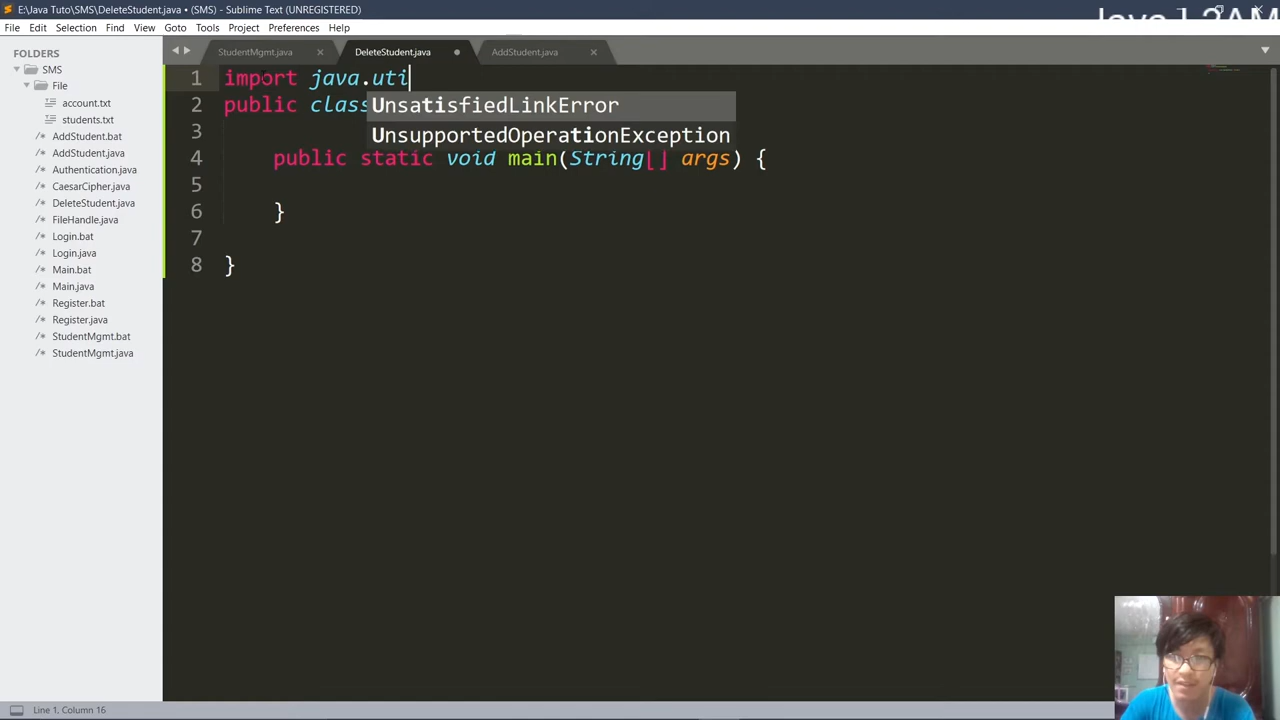 E:\Java Tuto\SMS\DeleteStudent.java • (SMS) - Sublime Text (UNREGISTERED)
File Edit Selection Find View Goto Tools Project Preferences Help
FOLDERS
SMS
File
account.txt
students.txt
AddStudent.bat
AddStudent.java
Authentication.java
CaesarCipher.java
DeleteStudent.java
FileHandle.java
Login.bat
Login.java
Main.bat
Main.java
Register.bat
Register.java
StudentMgmt.bat
StudentMgmt.java
StudentMgmt.java DeleteStudent.java AddStudent.java
1 import java.uti
2 public class
UnsatisfiedLinkError
UnsupportedOperationException
3
4 public static void main(String[] args) {
5
6 }
7
8 }
Line 1, Column 16